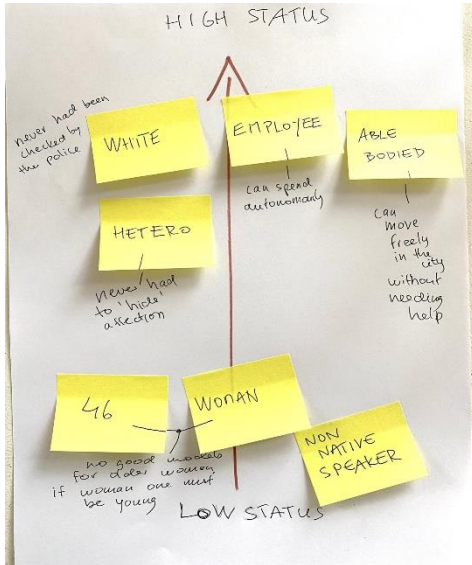 HIGH STATUS
never had been
checked by
the police
WHITE
EMPLOYEE
can spend
autonomanly
ABLE
BODIED
can
move
freely
in the
city
without
needing
help
HETERO
never had
to 'hide'
affection
46
WOMAN
no good models
for older women
if woman one must
be young
NON
NATIVE
SPEAKER
LOW STATUS